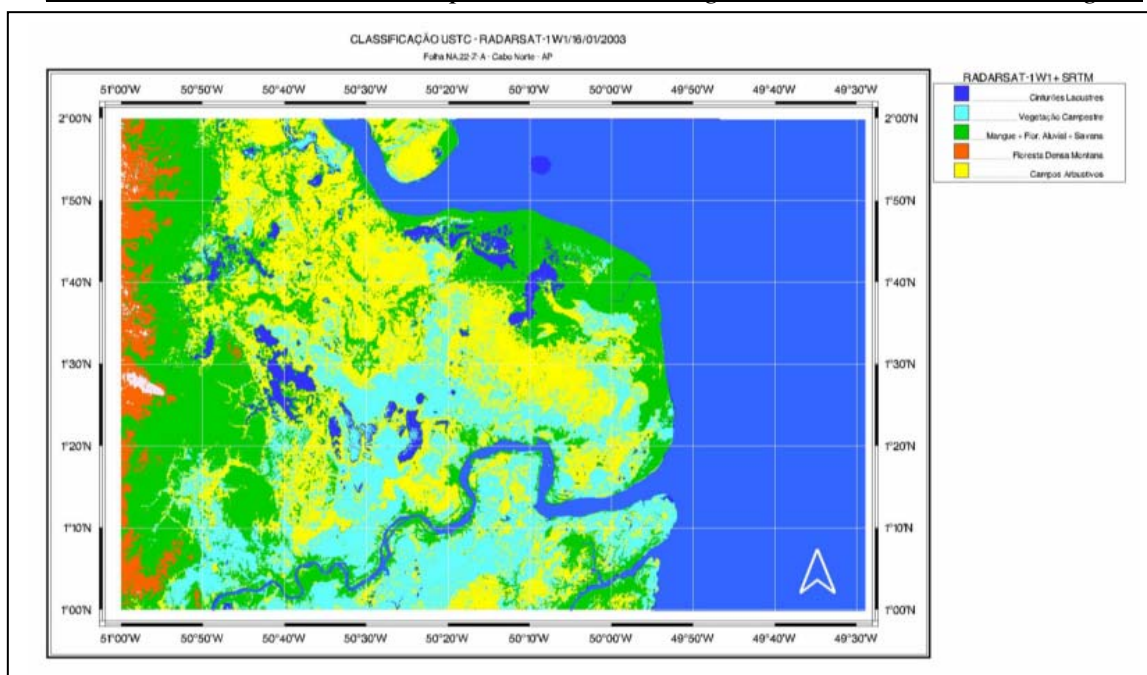 CLASSIFICAÇÃO USTC - RADARSAT-1W1/16/01/2003
Folha NA.22-Z-A - Cabo Norte - AP
51°00'W 50°50'W 50°40'W 50°30'W 50°20'W 50°10'W 50°00'W 49°50'W 49°40'W 49°30'W
RADARSAT-1W1+ SRTM
Cinturões Lacustres
Vegetação Campestre
Mangue + Flor. Aluvial + Savana
Floresta Densa Montana
Campos Arbustivos
2°00'N 2°00'N
1°50'N 1°50'N
1°40'N 1°40'N
1°30'N 1°30'N
1°20'N 1°20'N
1°10'N 1°10'N
1°00'N 1°00'N
51°00'W 50°50'W 50°40'W 50°30'W 50°20'W 50°10'W 50°00'W 49°50'W 49°40'W 49°30'W